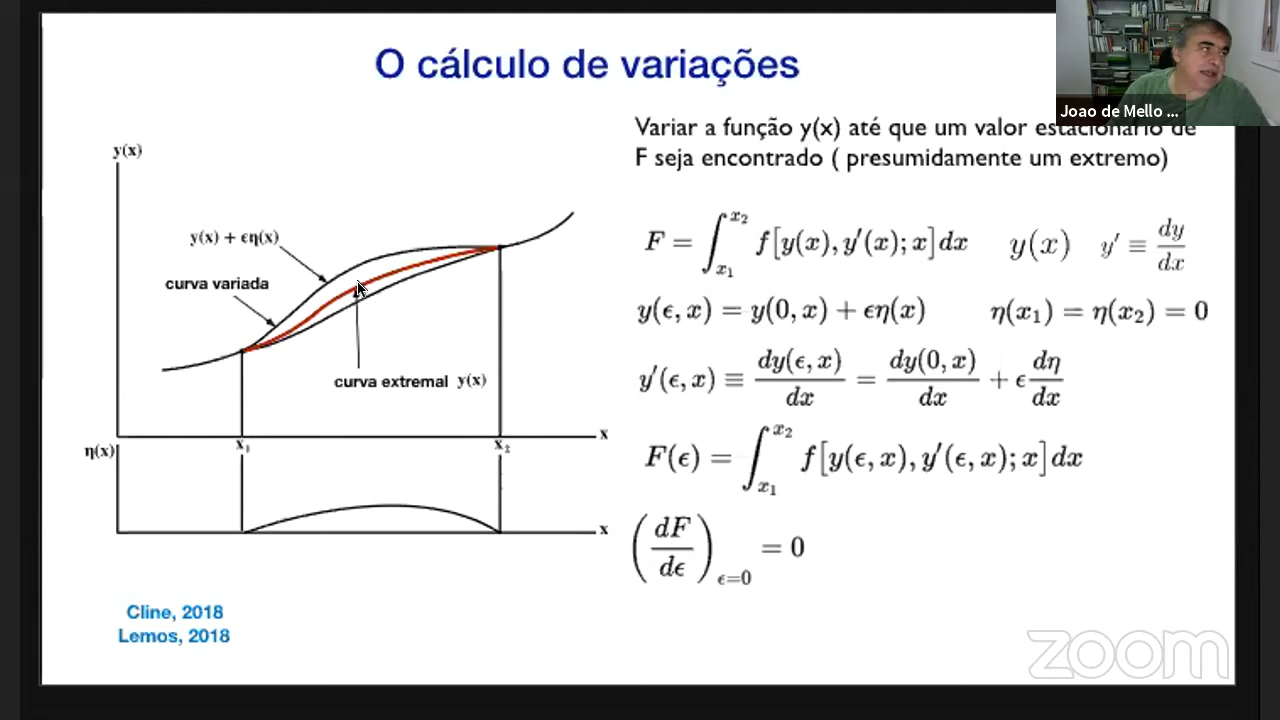 O cálculo de variações
Joao de Mello ...
Variar a função y(x) até que um valor estacionário de
F seja encontrado ( presumidamente um extremo)
y(x)
y(x) + ϵη(x)
curva variada
curva extremal y(x)
x
x₁
x₂
η(x)
x
F = ∫_{x₁}^{x₂} f[y(x), y′(x); x]dx y(x) y′ ≡ dy/dx
y(ϵ, x) = y(0, x) + ϵη(x) η(x₁) = η(x₂) = 0
y′(ϵ, x) ≡ dy(ϵ, x)/dx = dy(0, x)/dx + ϵ dη/dx
F(ϵ) = ∫_{x₁}^{x₂} f[y(ϵ, x), y′(ϵ, x); x]dx
(dF/dϵ)_{ϵ=0} = 0
Cline, 2018
Lemos, 2018
zoom